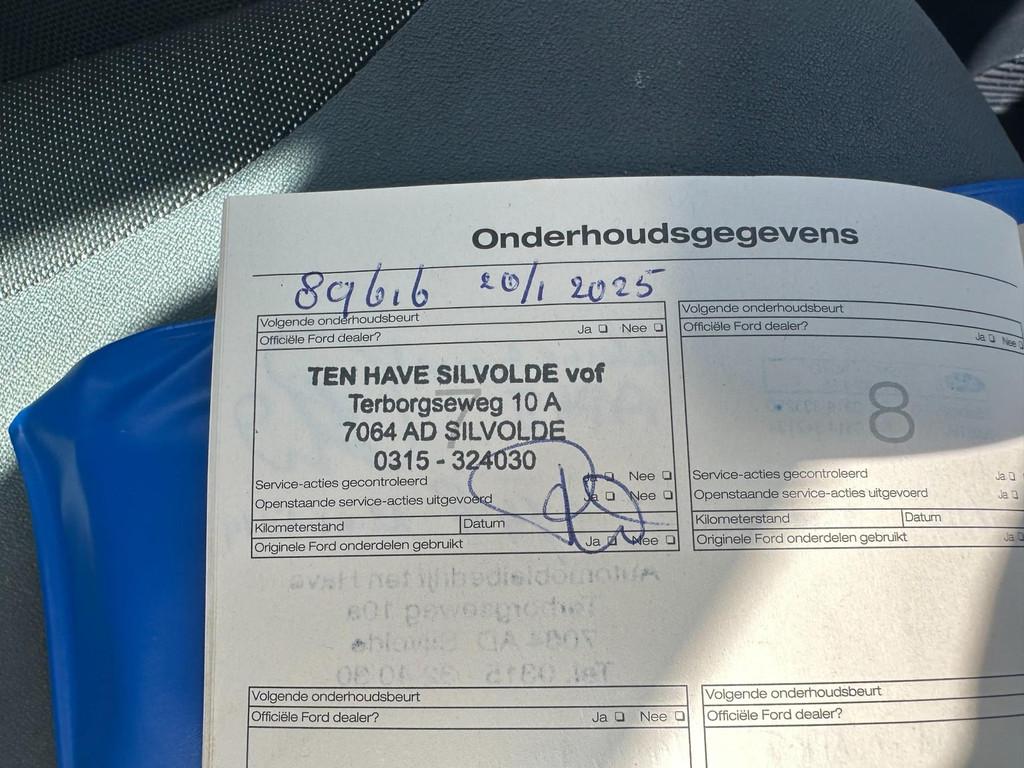 Onderhoudsgegevens
89616 20/1 2025
Volgende onderhoudsbeurt
Officiële Ford dealer? Ja Nee
7
TEN HAVE SILVOLDE vof
Terborgseweg 10 A
7064 AD SILVOLDE
0315 - 324030
Service-acties gecontroleerd Ja Nee
Openstaande service-acties uitgevoerd Ja Nee
Kilometerstand Datum
Originele Ford onderdelen gebruikt Ja Nee
Volgende onderhoudsbeurt
Officiële Ford dealer? Ja Nee
8
Service-acties gecontroleerd Ja
Openstaande service-acties uitgevoerd Ja
Kilometerstand Datum
Originele Ford onderdelen gebruikt Ja
Volgende onderhoudsbeurt
Officiële Ford dealer? Ja Nee
Volgende onderhoudsbeurt
Officiële Ford dealer?